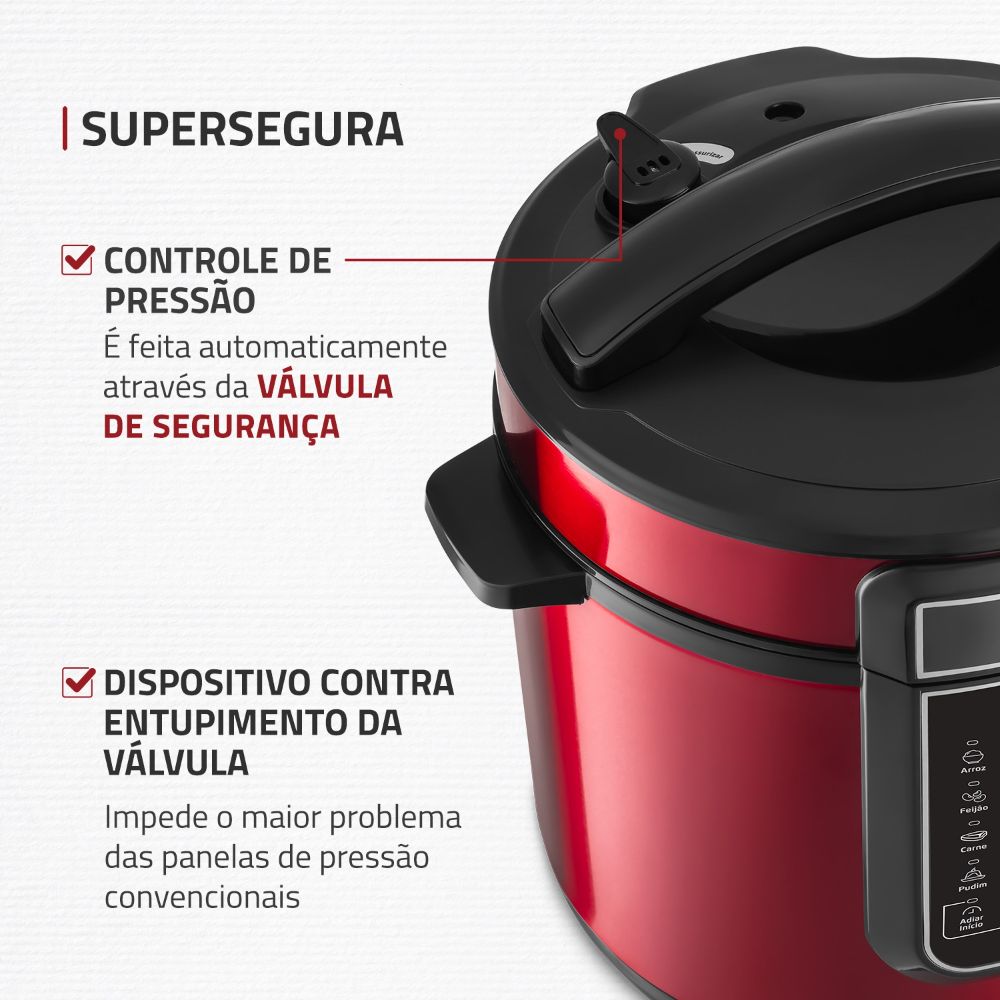 SUPERSEGURA
CONTROLE DE
PRESSÃO
É feita automaticamente
através da VÁLVULA
DE SEGURANÇA
DISPOSITIVO CONTRA
ENTUPIMENTO DA
VÁLVULA
Impede o maior problema
das panelas de pressão
convencionais
Arroz
Feijão
Carne
Pudim
Adiar
Início